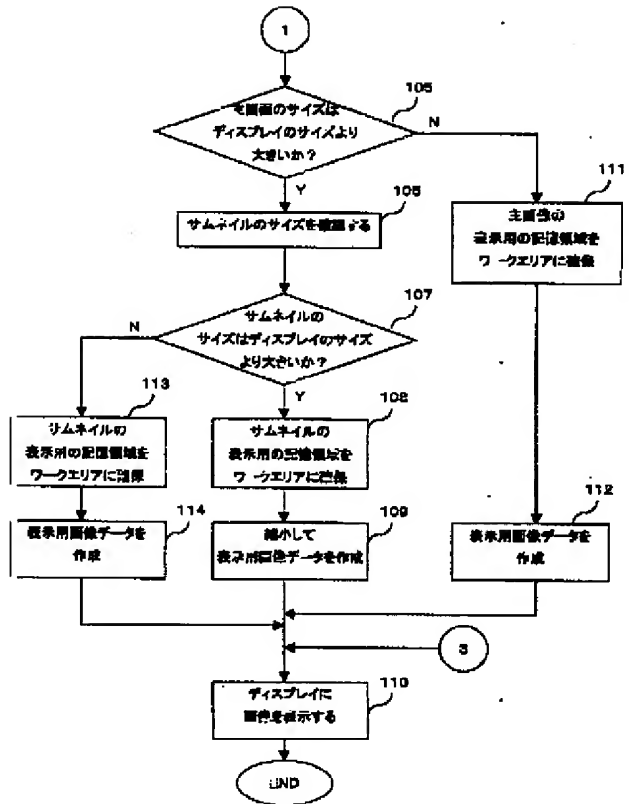 1
105
主画面のサイズは
ディスプレイのサイズより
大きいか?
N
Y
106
サムネイルのサイズを確認する
111
主画像の
表示用の記憶領域を
ワークエリアに確保
107
サムネイルの
サイズはディスプレイのサイズ
より大きいか?
N
Y
113
サムネイルの
表示用の記憶領域を
ワークエリアに確保
108
サムネイルの
表示用の記憶領域を
ワークエリアに確保
114
表示用画像データを
作成
109
縮小して
表示用画像データを作成
112
表示用画像データを
作成
3
110
ディスプレイに
画像を表示する
END